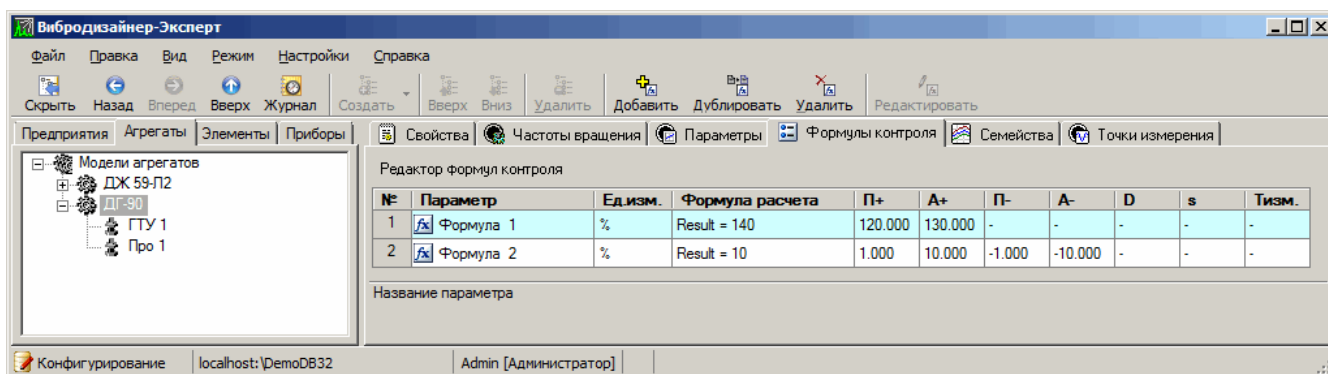 Вибродизайнер-Эксперт
Файл Правка Вид Режим Настройки Справка
Скрыть Назад Вперед Вверх Журнал Создать Вверх Вниз Удалить Добавить Дублировать Удалить Редактировать
Предприятия Агрегаты Элементы Приборы Свойства Частоты вращения Параметры Формулы контроля Семейства Точки измерения
Модели агрегатов
ДЖ 59-Л2
ДГ-90
ГТУ 1
Про 1
Редактор формул контроля
№ Параметр Ед.изм. Формула расчета П+ А+ П- А- D s Тизм.
1 fx Формула 1 % Result = 140 120.000 130.000 - - - - -
2 fx Формула 2 % Result = 10 1.000 10.000 -1.000 -10.000 - - -
Название параметра
Конфигурирование localhost:\DemoDB32 Admin [Администратор]